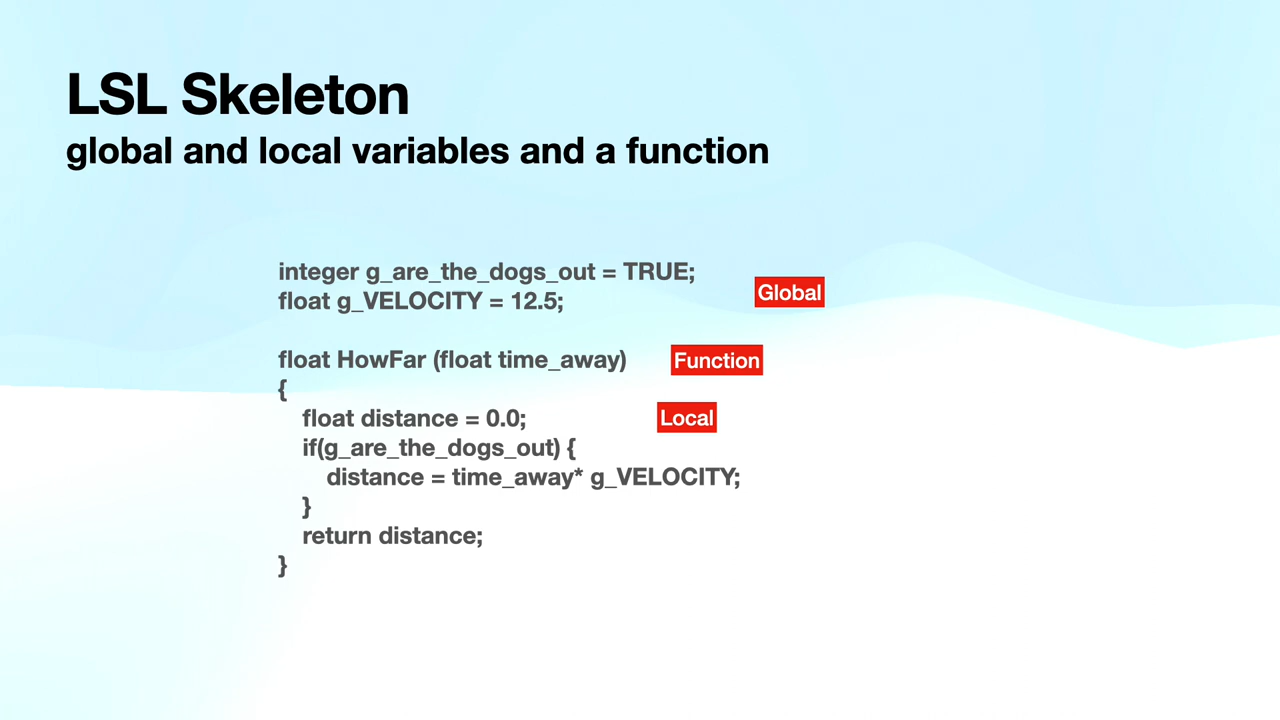 LSL Skeleton
global and local variables and a function
integer g_are_the_dogs_out = TRUE;
float g_VELOCITY = 12.5;
Global
float HowFar (float time_away)
Function
{
float distance = 0.0;
Local
if(g_are_the_dogs_out) {
distance = time_away* g_VELOCITY;
}
return distance;
}